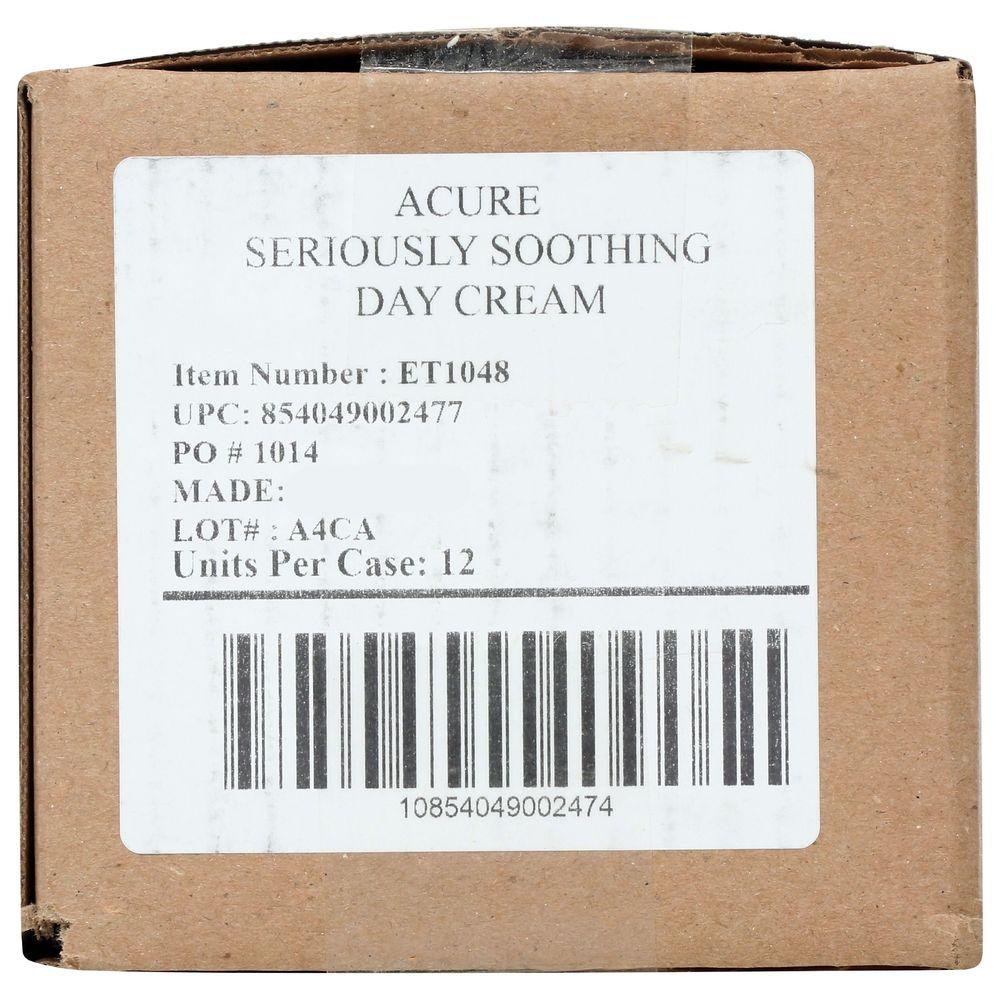 ACURE
SERIOUSLY SOOTHING
DAY CREAM
Item Number : ET1048
UPC: 854049002477
PO # 1014
MADE:
LOT# : A4CA
Units Per Case: 12
10854049002474